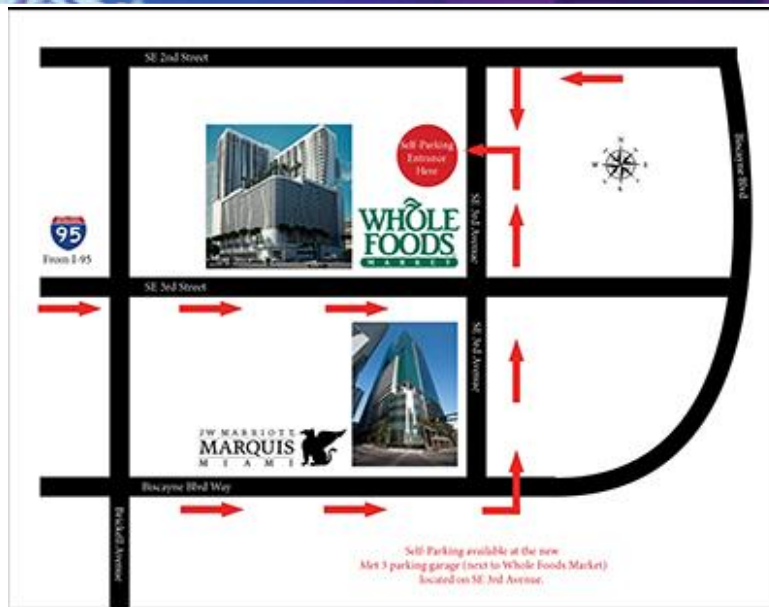 SE 2nd Street
Biscayne Blvd
Self-Parking
Entrance
Here
N
W
E
S
SE 3rd Avenue
WHOLE
FOODS
MARKET
95
From I-95
SE 3rd Street
SE 3rd Avenue
JW MARRIOTT
MARQUIS
MIAMI
Biscayne Blvd Way
Brickell Avenue
Self-Parking available at the new
Met 3 parking garage (next to Whole Foods Market)
located on SE 3rd Avenue.